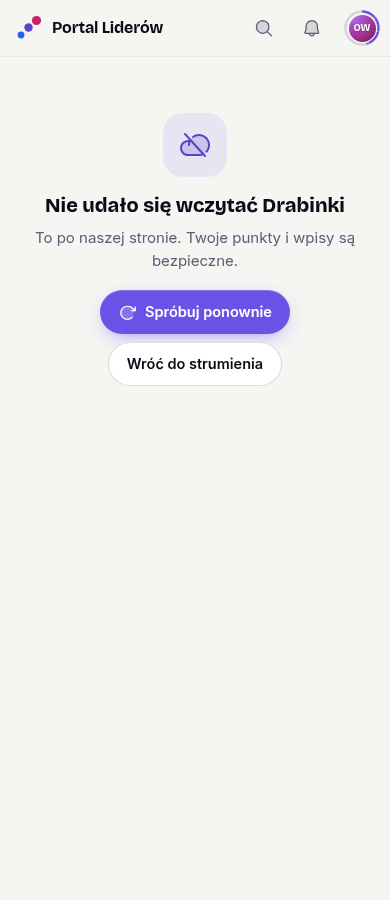 Portal Liderów
OW
Nie udało się wczytać Drabinki
To po naszej stronie. Twoje punkty i wpisy są
bezpieczne.
Spróbuj ponownie
Wróć do strumienia